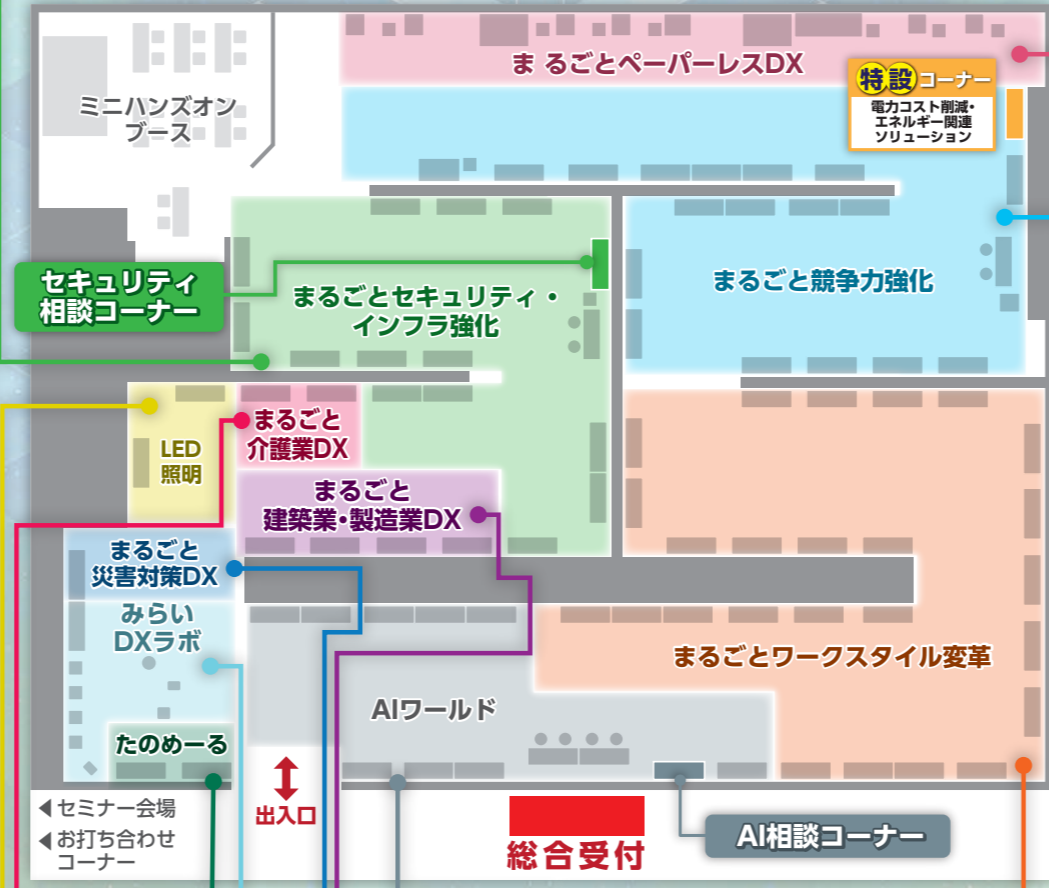 まるごとペーパーレスDX
特設コーナー
電力コスト削減・
エネルギー関連
ソリューション
ミニハンズオン
ブース
セキュリティ
相談コーナー
まるごとセキュリティ・
インフラ強化
まるごと競争力強化
LED
照明
まるごと
介護業DX
まるごと
建築業・製造業DX
まるごと
災害対策DX
みらい
DXラボ
まるごとワークスタイル変革
AIワールド
たのめーる
◀セミナー会場
◀お打ち合わせ
コーナー
出入口
総合受付
AI相談コーナー